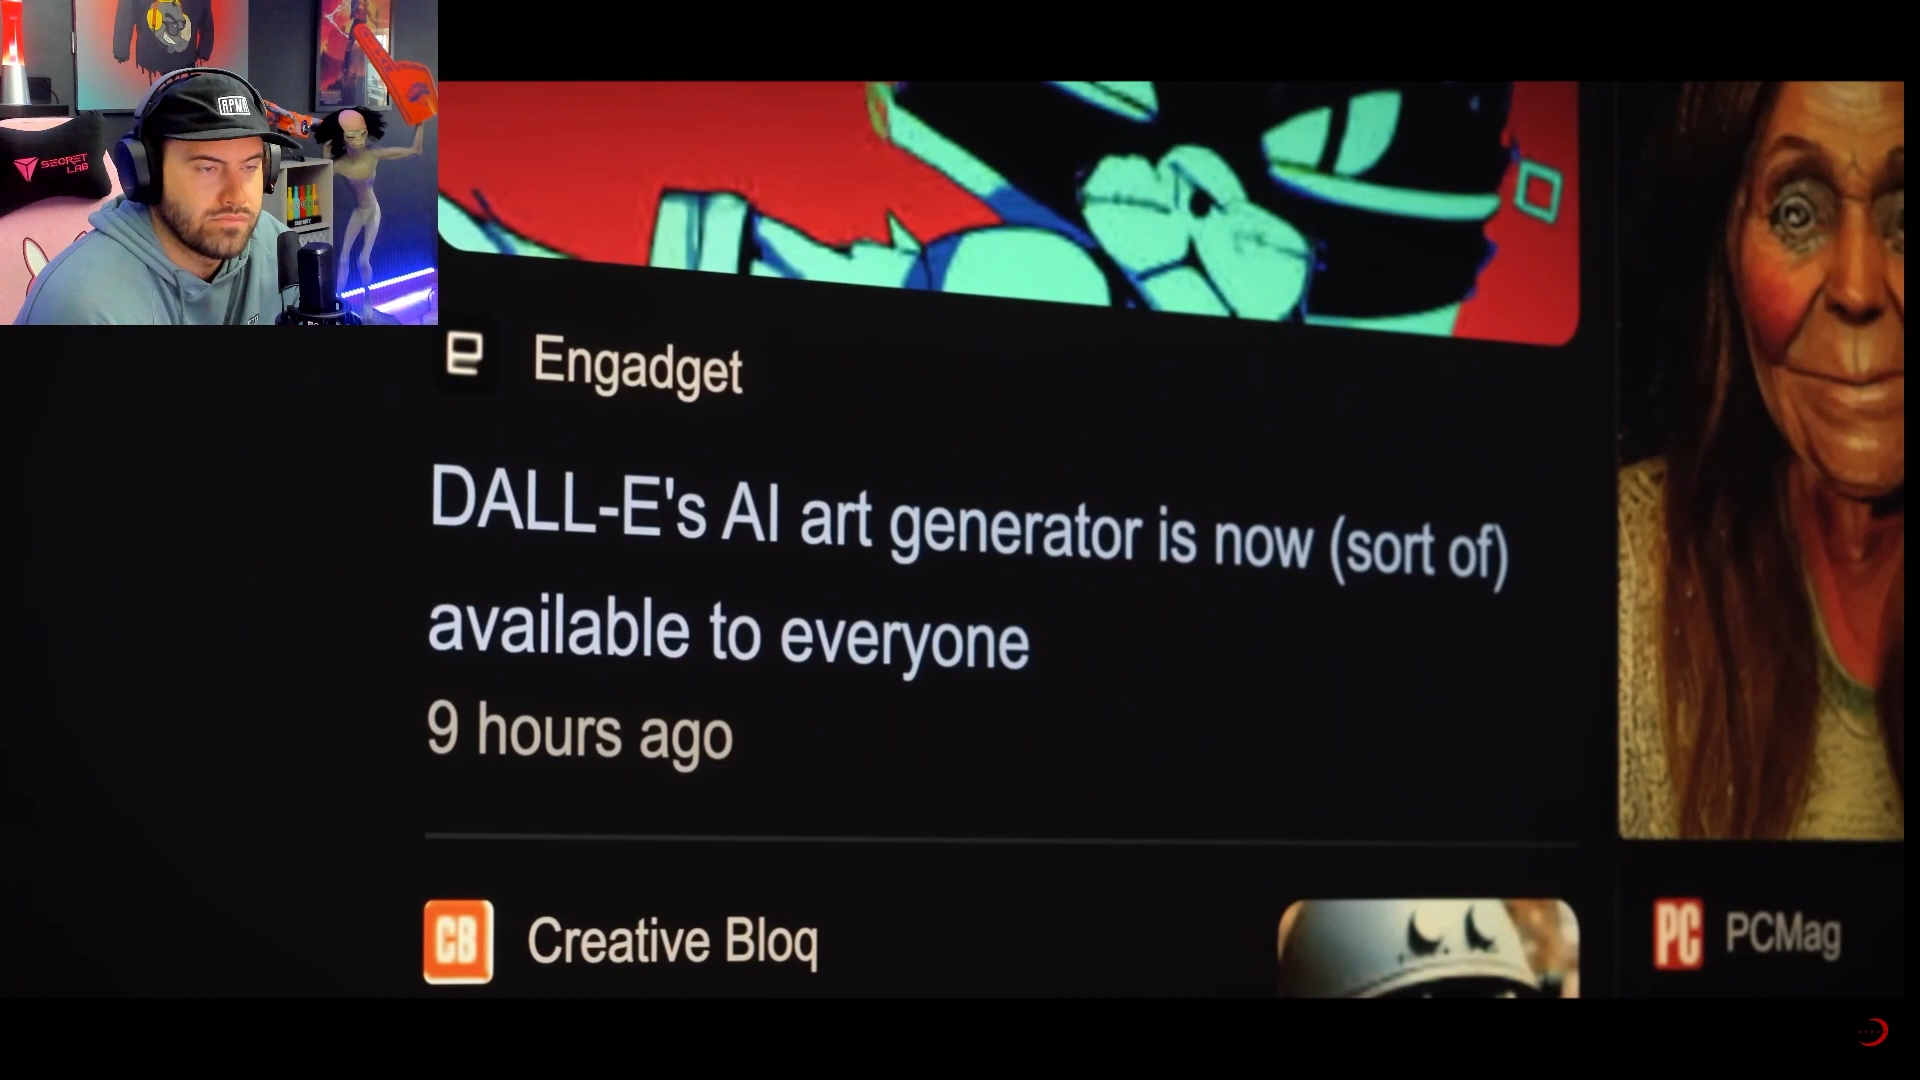 RPMB
SECRET
LAB
Engadget
DALL-E's AI art generator is now (sort of)
available to everyone
9 hours ago
CB
Creative Bloq
PC
PCMag